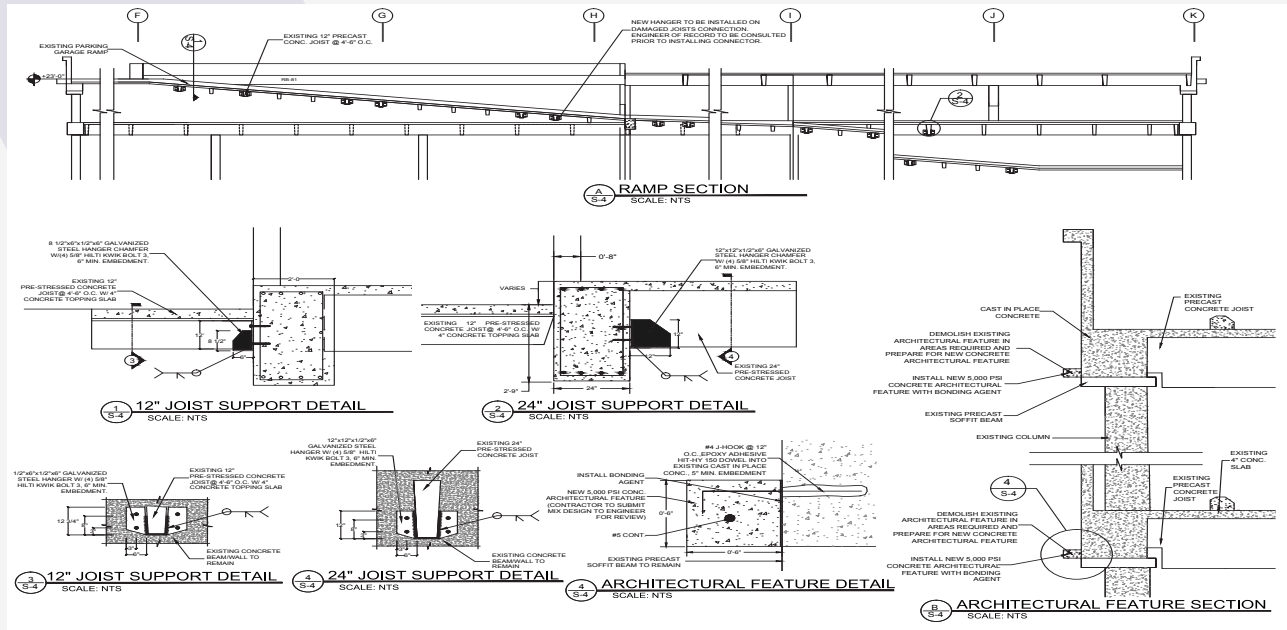 F
G
H
I
J
K
EXISTING PARKING
GARAGE RAMP
1
S-4
EXISTING 12" PRECAST
CONC. JOIST @ 4'-6" O.C.
NEW HANGER TO BE INSTALLED ON
DAMAGED JOISTS CONNECTION.
ENGINEER OF RECORD TO BE CONSULTED
PRIOR TO INSTALLING CONNECTOR.
+23'-0"
2
S-4
A
S-4
RAMP SECTION
SCALE: NTS
8 1/2"x6"x1/2"x6" GALVANIZED
STEEL HANGER CHAMFER
W/(4) 5/8" HILTI KWIK BOLT 3,
6" MIN. EMBEDMENT.
EXISTING 12"
PRE-STRESSED CONCRETE
JOIST@ 4'-6" O.C. W/ 4"
CONCRETE TOPPING SLAB
2'-0
12"
8 1/2"
6"
3
1
S-4
12" JOIST SUPPORT DETAIL
SCALE: NTS
0'-8"
VARIES
12"x12"x1/2"x6" GALVANIZED
STEEL HANGER CHAMFER
W/ (4) 5/8" HILTI KWIK BOLT 3,
6" MIN. EMBEDMENT.
EXISTING 12" PRE-STRESSED
CONCRETE JOIST@ 4'-6" O.C. W/
4" CONCRETE TOPPING SLAB
12"
12"
4
EXISTING 24"
PRE-STRESSED
CONCRETE JOIST
2'-9"
24"
2
S-4
24" JOIST SUPPORT DETAIL
SCALE: NTS
1/2"x6"x1/2"x6" GALVANIZED
STEEL HANGER W/ (4) 5/8"
HILTI KWIK BOLT 3, 6" MIN.
EMBEDMENT.
EXISTING 12"
PRE-STRESSED CONCRETE
JOIST@ 4'-6" O.C. W/ 4"
CONCRETE TOPPING SLAB
12 3/4"
3"
6"
EXISTING CONCRETE
BEAM/WALL TO
REMAIN
3
S-4
12" JOIST SUPPORT DETAIL
SCALE: NTS
12"x12"x1/2"x6"
GALVANIZED STEEL
HANGER W/ (4) 5/8" HILTI
KWIK BOLT 3, 6" MIN.
EMBEDMENT.
EXISTING 24"
PRE-STRESSED
CONCRETE JOIST
12"
3"
6"
EXISTING CONCRETE
BEAM/WALL TO
REMAIN
4
S-4
24" JOIST SUPPORT DETAIL
SCALE: NTS
#4 J-HOOK @ 12"
O.C.,EPOXY ADHESIVE
HIT-HY 150 DOWEL INTO
EXISTING CAST IN PLACE
CONC., 5" MIN. EMBEDMENT
INSTALL BONDING
AGENT
NEW 5,000 PSI CONC.
ARCHITECTURAL FEATURE
(CONTRACTOR TO SUBMIT
MIX DESIGN TO ENGINEER
FOR REVIEW)
#5 CONT.
0'-6"
0'-6"
EXISTING PRECAST
SOFFIT BEAM TO REMAIN
4
S-4
ARCHITECTURAL FEATURE DETAIL
SCALE: NTS
CAST IN PLACE
CONCRETE
EXISTING
PRECAST
CONCRETE JOIST
DEMOLISH EXISTING
ARCHITECTURAL FEATURE IN
AREAS REQUIRED AND
PREPARE FOR NEW CONCRETE
ARCHITECTURAL FEATURE
INSTALL NEW 5,000 PSI
CONCRETE ARCHITECTURAL
FEATURE WITH BONDING AGENT
EXISTING PRECAST
SOFFIT BEAM
EXISTING COLUMN
EXISTING
4" CONC.
SLAB
EXISTING
PRECAST
CONCRETE
JOIST
4
S-4
DEMOLISH EXISTING
ARCHITECTURAL FEATURE IN
AREAS REQUIRED AND
PREPARE FOR NEW CONCRETE
ARCHITECTURAL FEATURE
INSTALL NEW 5,000 PSI
CONCRETE ARCHITECTURAL
FEATURE WITH BONDING
AGENT
B
S-4
ARCHITECTURAL FEATURE SECTION
SCALE: NTS